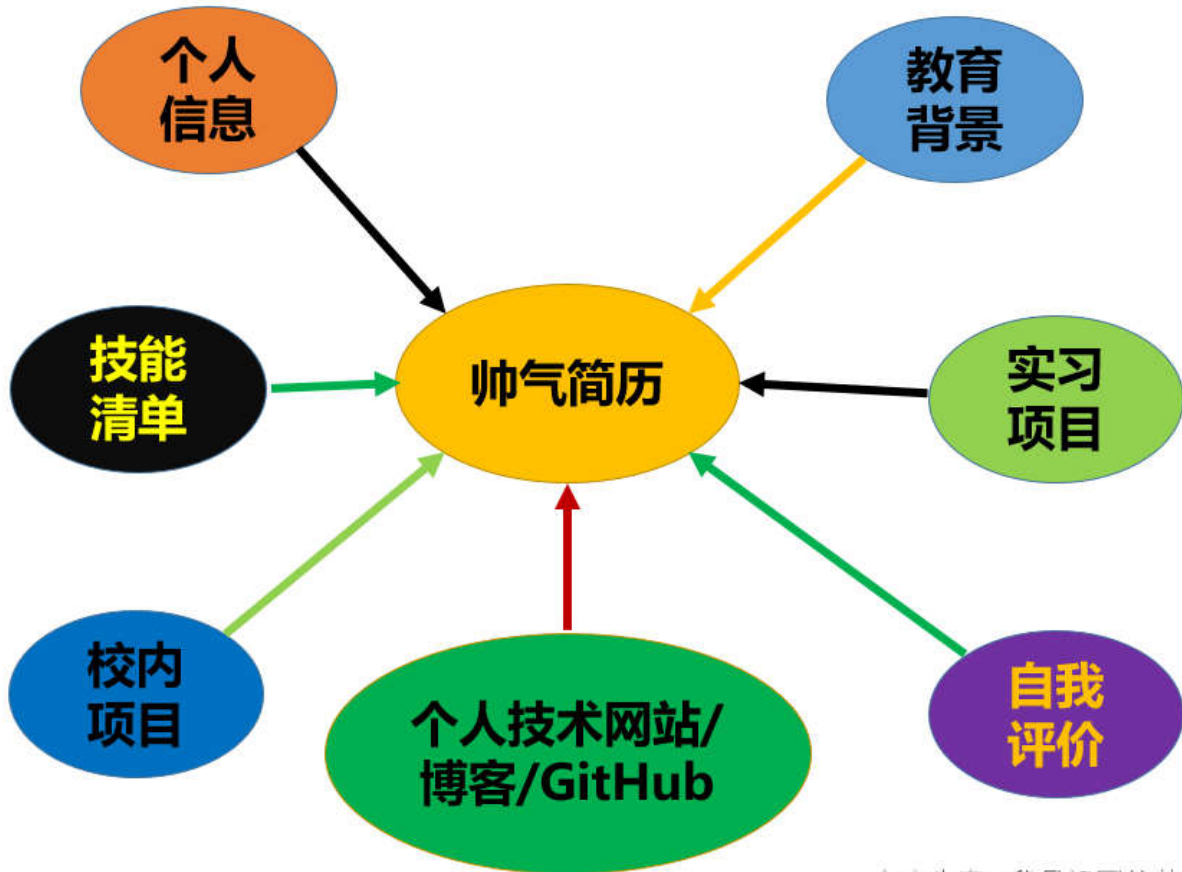 个人
信息
教育
背景
技能
清单
帅气简历
实习
项目
校内
项目
个人技术网站/
博客/GitHub
自我
评价